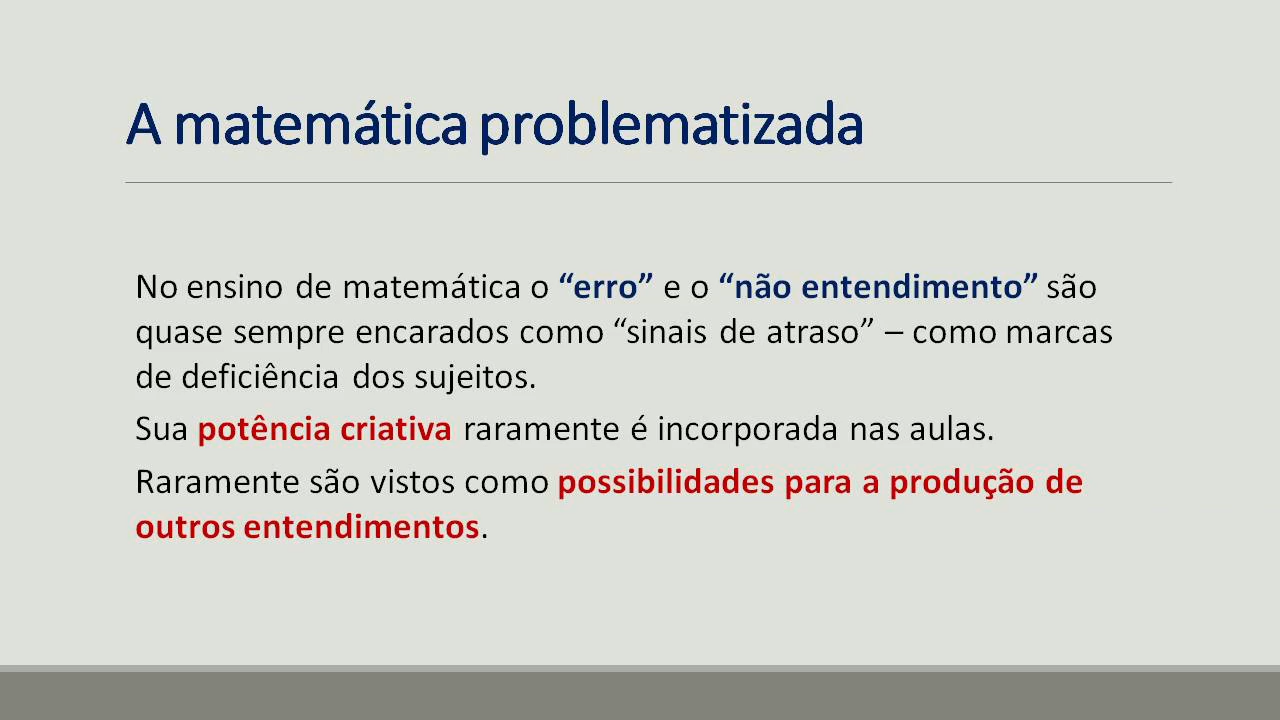 A matemática problematizada
No ensino de matemática o “erro” e o “não entendimento” são
quase sempre encarados como “sinais de atraso” – como marcas
de deficiência dos sujeitos.
Sua potência criativa raramente é incorporada nas aulas.
Raramente são vistos como possibilidades para a produção de
outros entendimentos.